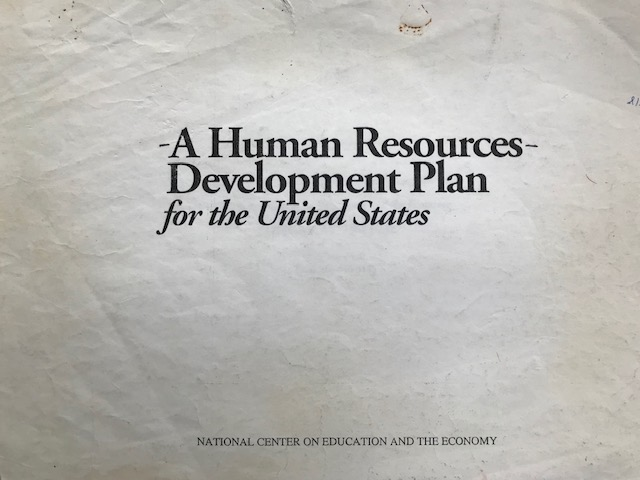 -A Human Resources-
Development Plan
for the United States
NATIONAL CENTER ON EDUCATION AND THE ECONOMY